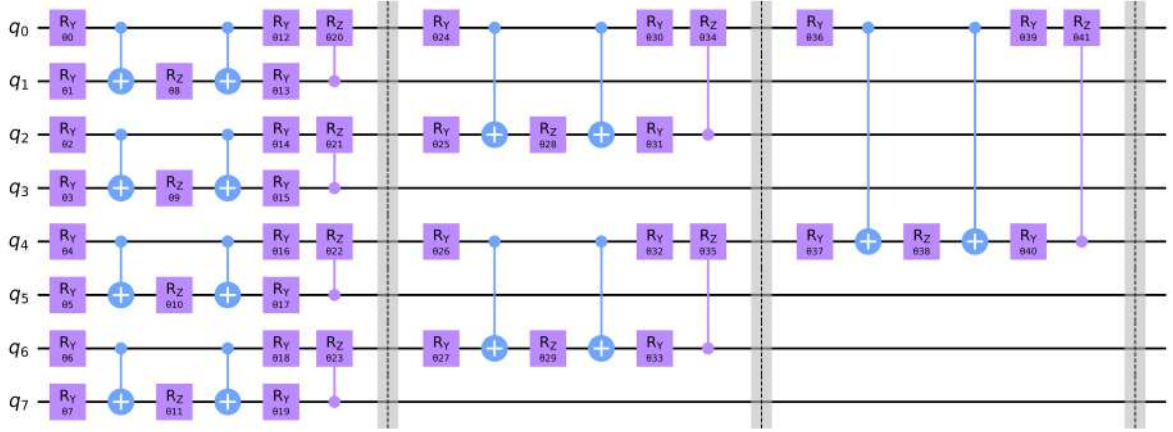 q0 RY θ0 RY θ12 RZ θ20 RY θ24 RY θ30 RZ θ34 RY θ36 RY θ39 RZ θ41
q1 RY θ1 RZ θ8 RY θ13
q2 RY θ2 RY θ14 RZ θ21 RY θ25 RZ θ28 RY θ31
q3 RY θ3 RZ θ9 RY θ15
q4 RY θ4 RY θ16 RZ θ22 RY θ26 RY θ32 RZ θ35 RY θ37 RZ θ38 RY θ40
q5 RY θ5 RZ θ10 RY θ17
q6 RY θ6 RY θ18 RZ θ23 RY θ27 RZ θ29 RY θ33
q7 RY θ7 RZ θ11 RY θ19